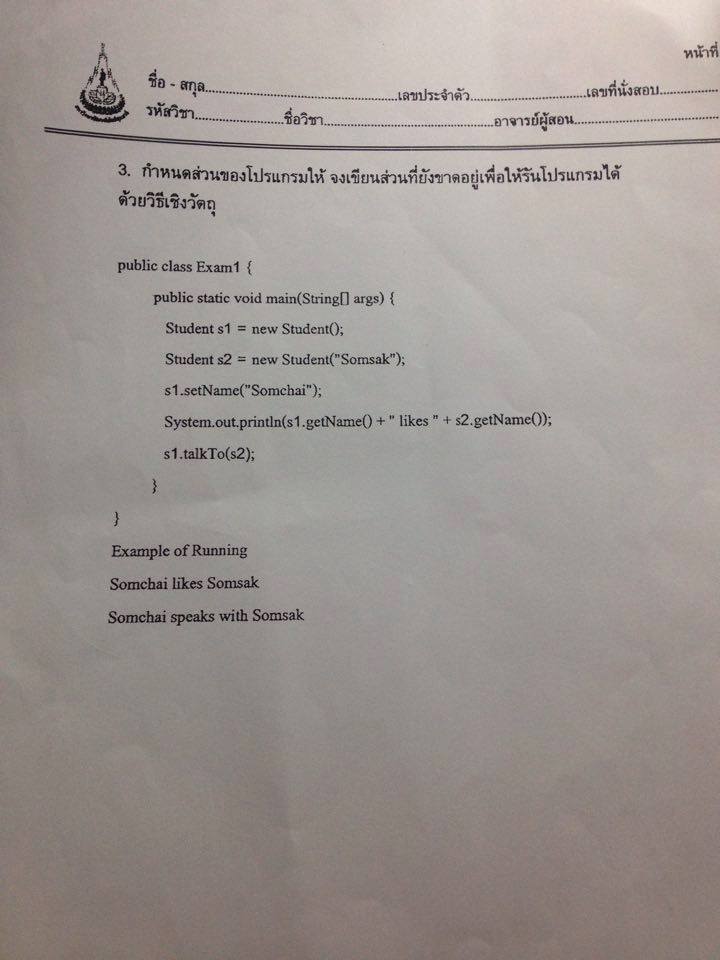 หน้าที่
ชื่อ - สกุล........................................................เลขประจำตัว..................................เลขที่นั่งสอบ.................
รหัสวิชา..........................ชื่อวิชา..................................................อาจารย์ผู้สอน..........................................
3. กำหนดส่วนของโปรแกรมให้ จงเขียนส่วนที่ยังขาดอยู่เพื่อให้รันโปรแกรมได้
ด้วยวิธีเชิงวัตถุ
public class Exam1 {
public static void main(String[] args) {
Student s1 = new Student();
Student s2 = new Student("Somsak");
s1.setName("Somchai");
System.out.println(s1.getName() + " likes " + s2.getName());
s1.talkTo(s2);
}
}
Example of Running
Somchai likes Somsak
Somchai speaks with Somsak